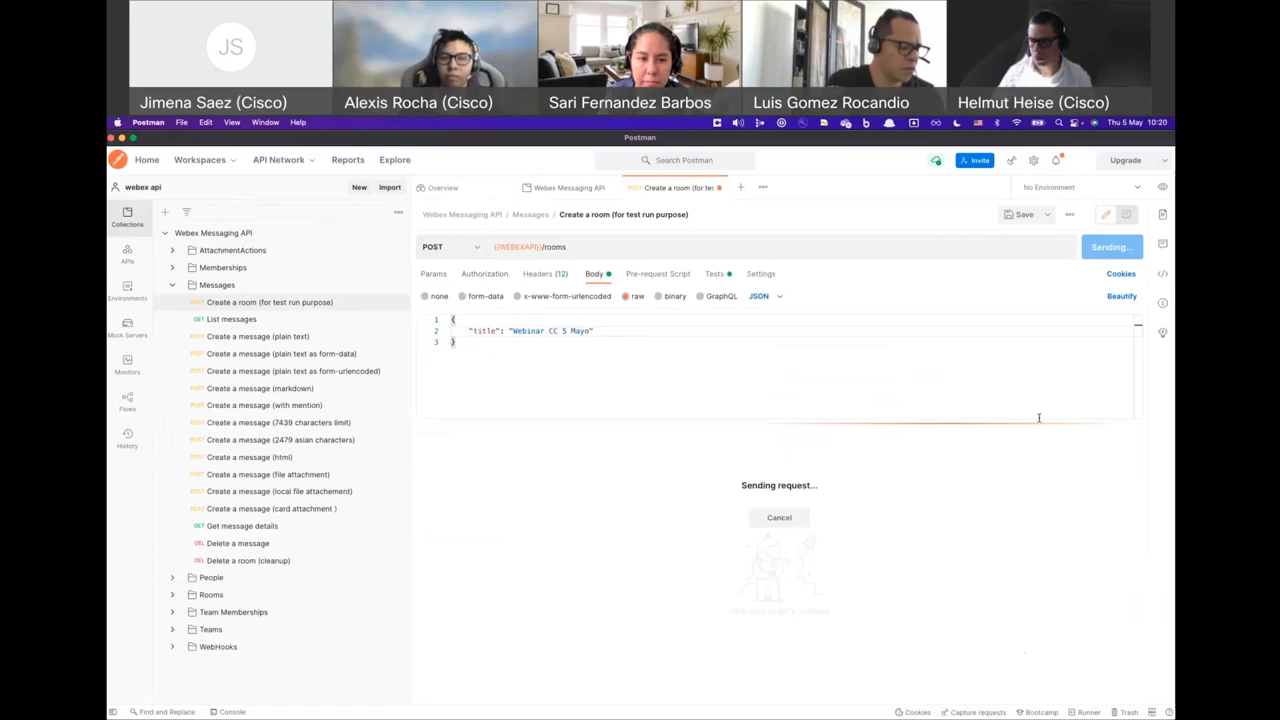 JS
Jimena Saez (Cisco)
Alexis Rocha (Cisco)
Sari Fernandez Barbos
Luis Gomez Rocandio
Helmut Heise (Cisco)
Postman File Edit View Window Help
Thu 5 May 10:20
Postman
Home Workspaces API Network Reports Explore
Search Postman
Invite
Upgrade
webex api
New Import
Overview
Webex Messaging API
POST Create a room (for tes
No Environment
Collections
APIs
Environments
Mock Servers
Monitors
Flows
History
Webex Messaging API
AttachmentActions
Memberships
Messages
POST Create a room (for test run purpose)
GET List messages
POST Create a message (plain text)
POST Create a message (plain text as form-data)
POST Create a message (plain text as form-urlencoded)
POST Create a message (markdown)
POST Create a message (with mention)
POST Create a message (7439 characters limit)
POST Create a message (2479 asian characters)
POST Create a message (html)
POST Create a message (file attachment)
POST Create a message (local file attachement)
POST Create a message (card attachment )
GET Get message details
DEL Delete a message
DEL Delete a room (cleanup)
People
Rooms
Team Memberships
Teams
WebHooks
Webex Messaging API / Messages / Create a room (for test run purpose)
Save
POST {{WEBEXAPI}}/rooms
Sending...
Params Authorization Headers (12) Body Pre-request Script Tests Settings
Cookies
none form-data x-www-form-urlencoded raw binary GraphQL JSON
Beautify
1 {
2 "title": "Webinar CC 5 Mayo"
3 }
Sending request...
Cancel
Find and Replace Console
Cookies Capture requests Bootcamp Runner Trash